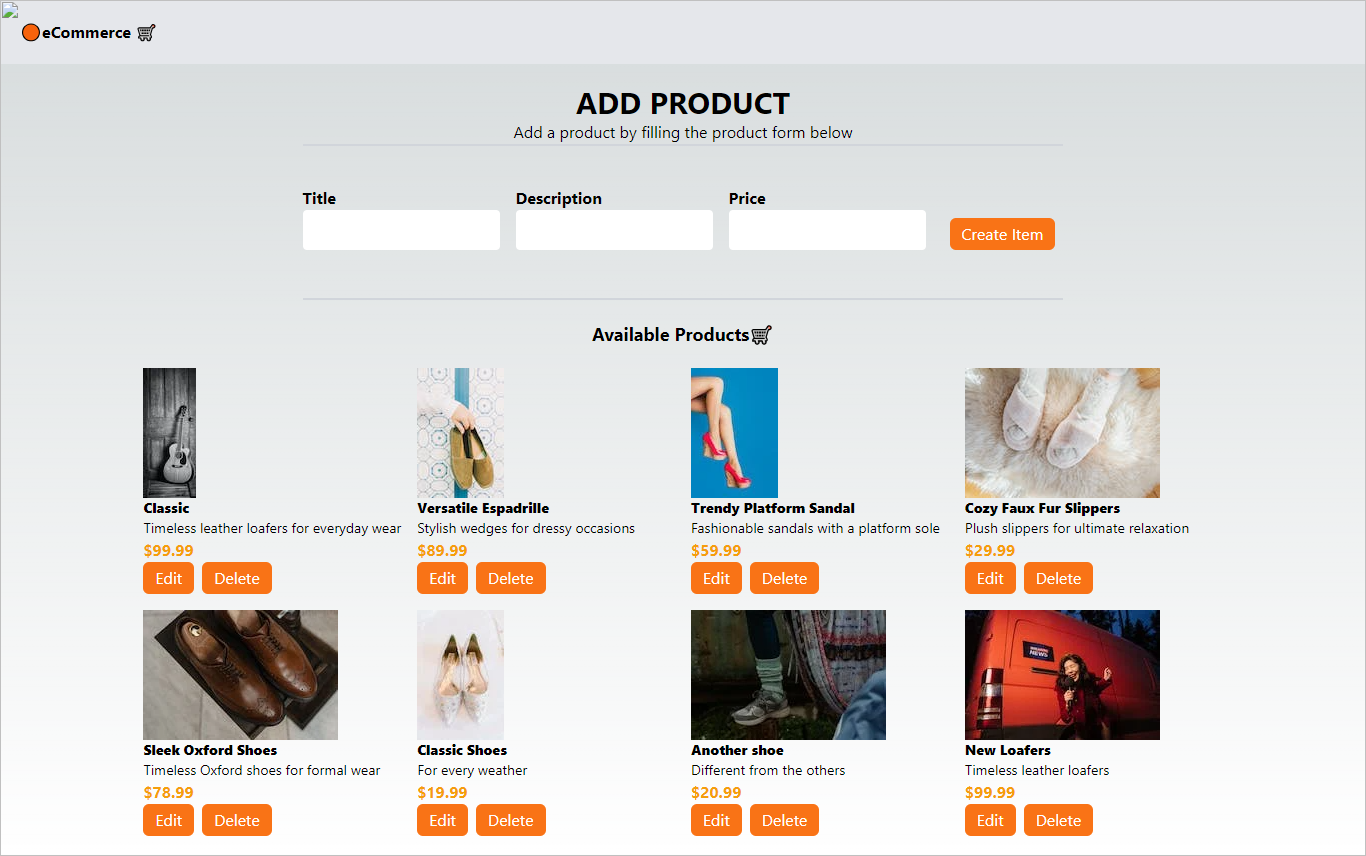 eCommerce
ADD PRODUCT
Add a product by filling the product form below
Title Description Price
Create Item
Available Products
Classic Versatile Espadrille Trendy Platform Sandal Cozy Faux Fur Slippers
Timeless leather loafers for everyday wear Stylish wedges for dressy occasions Fashionable sandals with a platform sole Plush slippers for ultimate relaxation
$99.99 $89.99 $59.99 $29.99
Edit Delete Edit Delete Edit Delete Edit Delete
NEWS
Sleek Oxford Shoes Classic Shoes Another shoe New Loafers
Timeless Oxford shoes for formal wear For every weather Different from the others Timeless leather loafers
$78.99 $19.99 $20.99 $99.99
Edit Delete Edit Delete Edit Delete Edit Delete